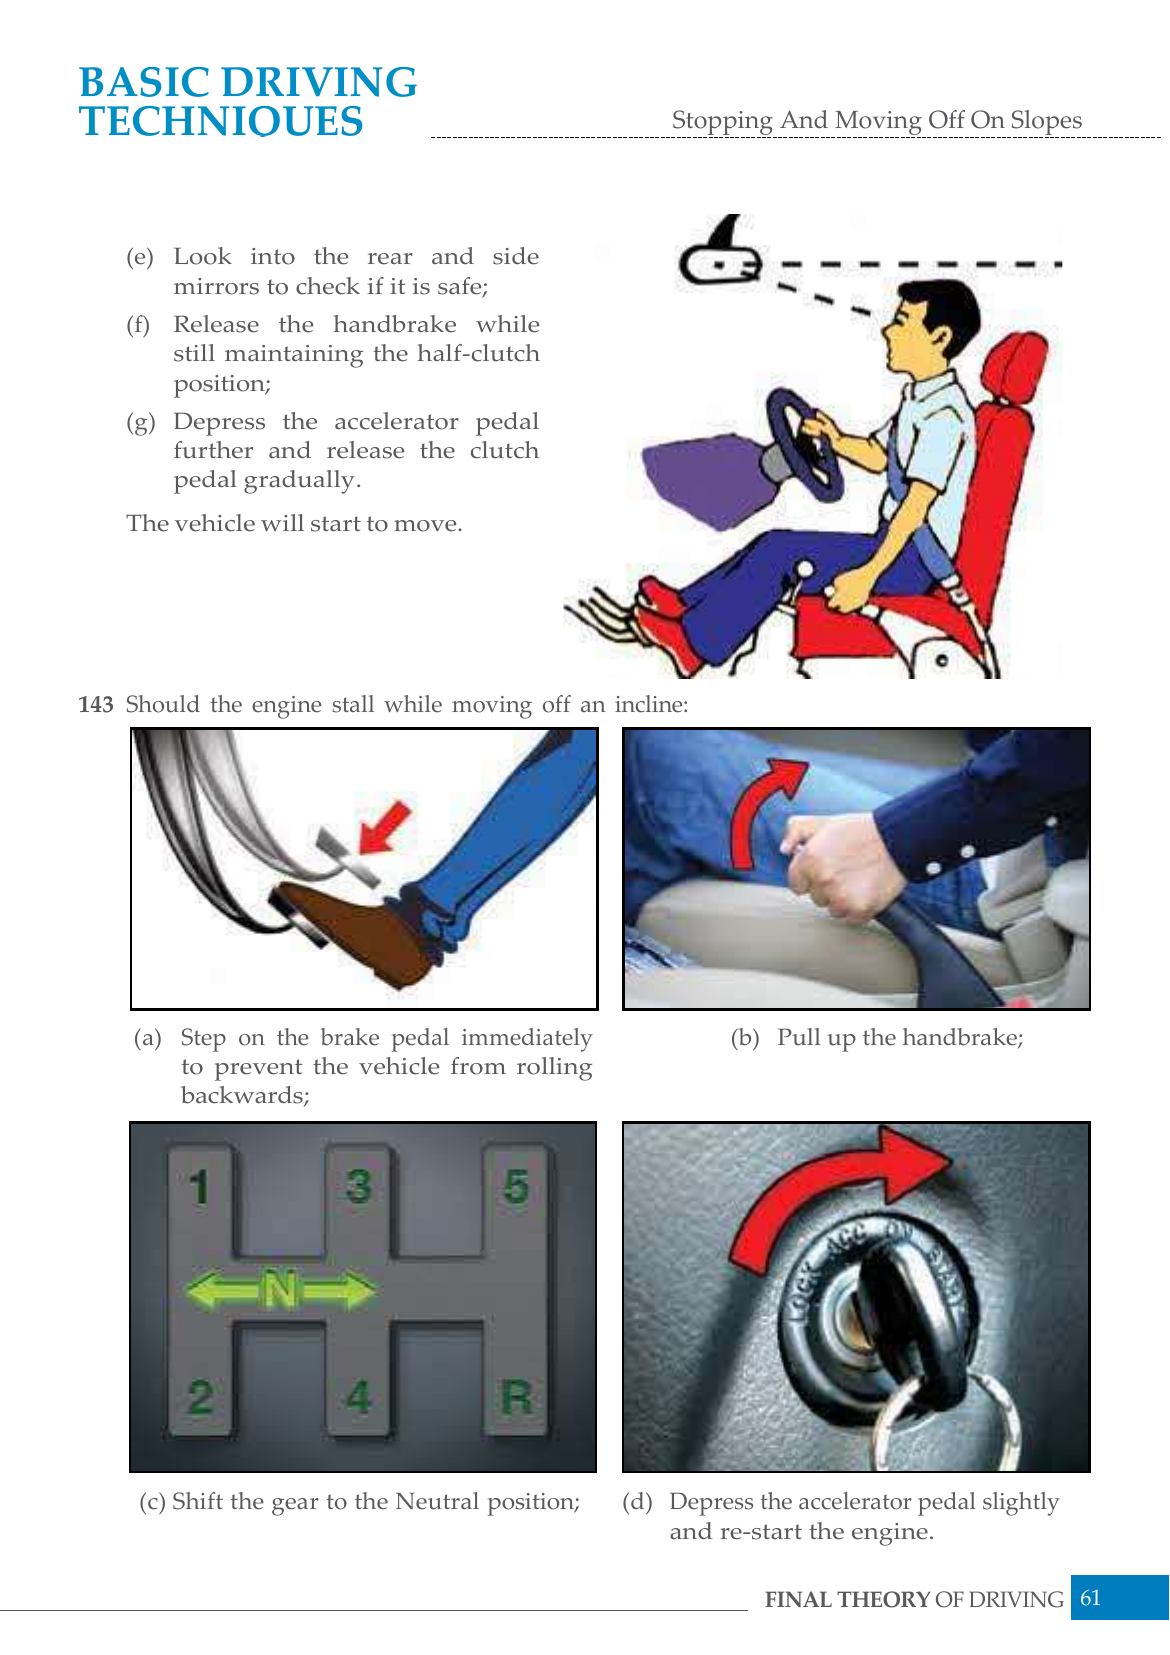 BASIC DRIVING
TECHNIQUES
Stopping And Moving Off On Slopes
(e) Look into the rear and side
mirrors to check if it is safe;
(f) Release the handbrake while
still maintaining the half-clutch
position;
(g) Depress the accelerator pedal
further and release the clutch
pedal gradually.
The vehicle will start to move.
143 Should the engine stall while moving off an incline:
(a) Step on the brake pedal immediately
to prevent the vehicle from rolling
backwards;
(b) Pull up the handbrake;
1 3 5
N
2 4 R
LOCK ACC ON START
(c) Shift the gear to the Neutral position;
(d) Depress the accelerator pedal slightly
and re-start the engine.
FINAL THEORY OF DRIVING 61